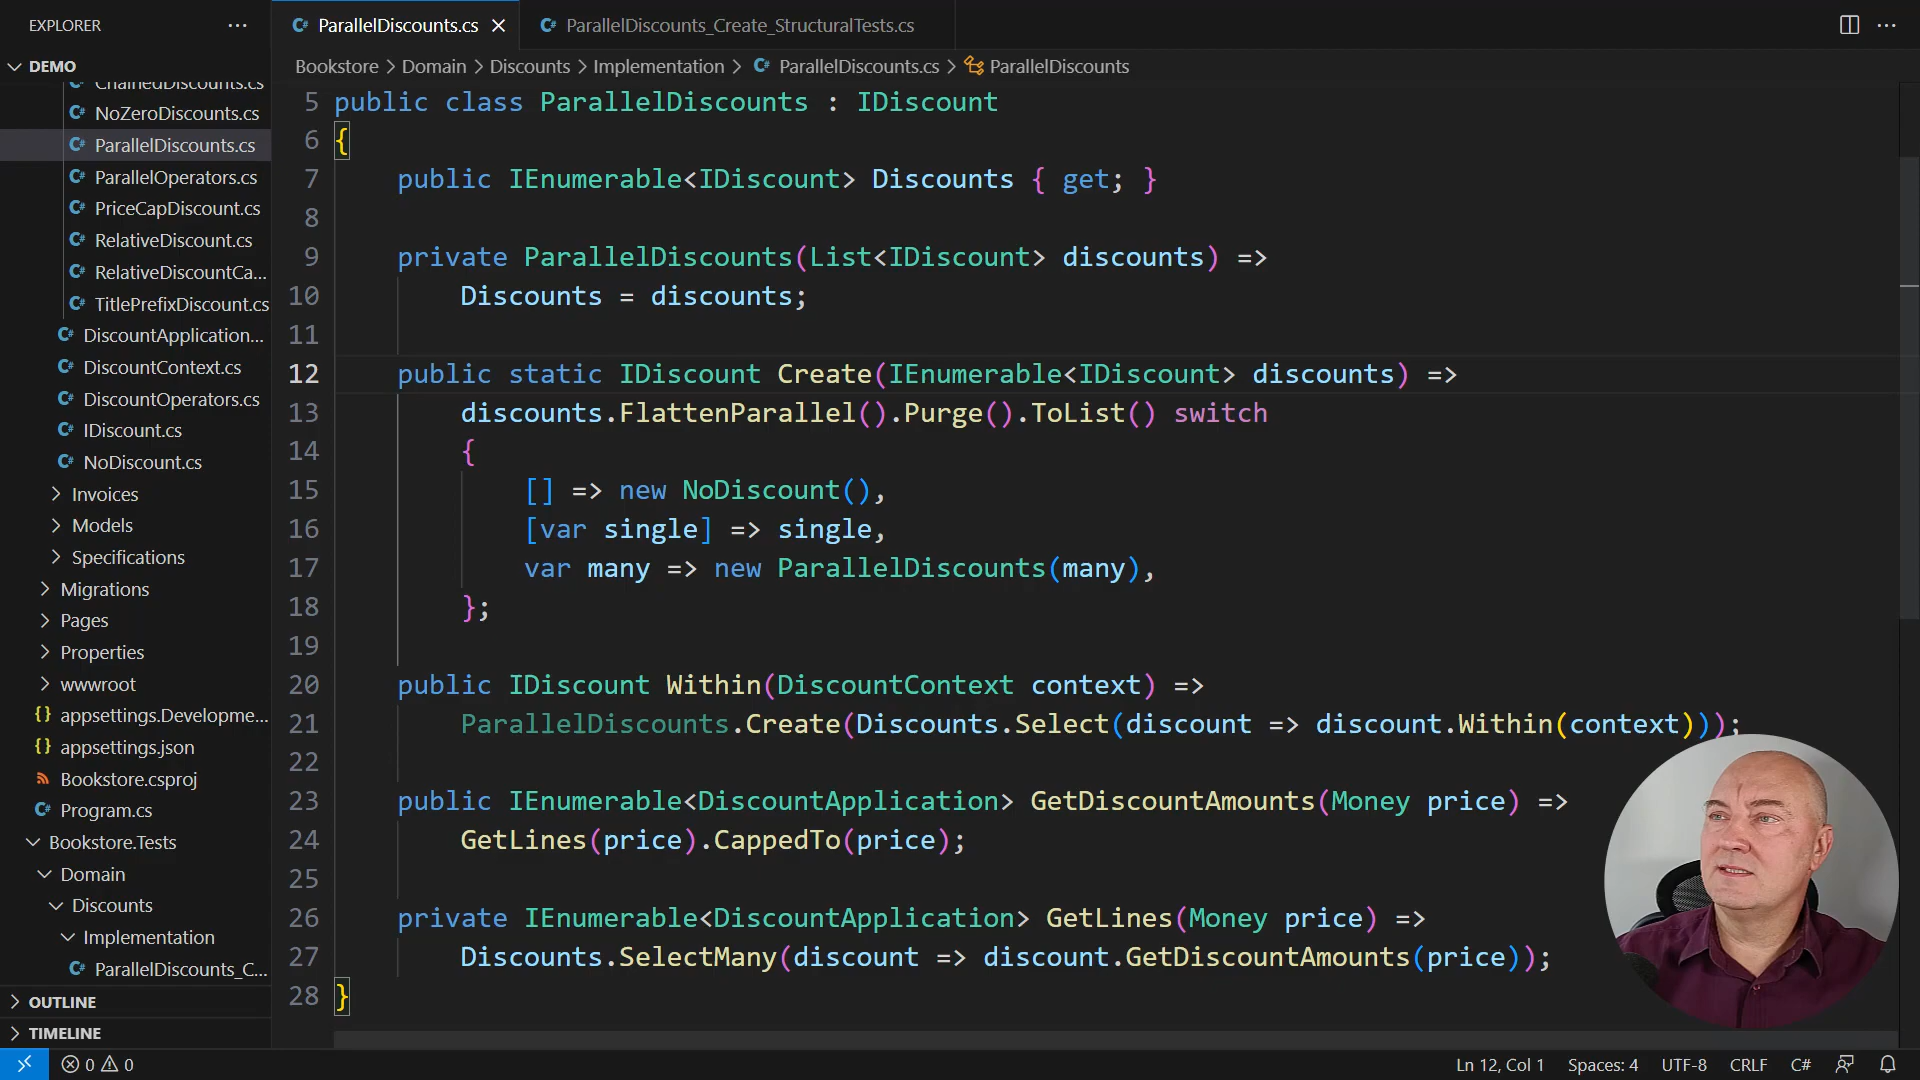 EXPLORER
DEMO
ChainedDiscounts.cs
NoZeroDiscounts.cs
ParallelDiscounts.cs
ParallelOperators.cs
PriceCapDiscount.cs
RelativeDiscount.cs
RelativeDiscountCa...
TitlePrefixDiscount.cs
DiscountApplication...
DiscountContext.cs
DiscountOperators.cs
IDiscount.cs
NoDiscount.cs
Invoices
Models
Specifications
Migrations
Pages
Properties
wwwroot
appsettings.Developme...
appsettings.json
Bookstore.csproj
Program.cs
Bookstore.Tests
Domain
Discounts
Implementation
ParallelDiscounts_C...
OUTLINE
TIMELINE
ParallelDiscounts.cs
ParallelDiscounts_Create_StructuralTests.cs
Bookstore > Domain > Discounts > Implementation > ParallelDiscounts.cs > ParallelDiscounts
5 public class ParallelDiscounts : IDiscount
6 {
7 public IEnumerable<IDiscount> Discounts { get; }
8
9 private ParallelDiscounts(List<IDiscount> discounts) =>
10 Discounts = discounts;
11
12 public static IDiscount Create(IEnumerable<IDiscount> discounts) =>
13 discounts.FlattenParallel().Purge().ToList() switch
14 {
15 [] => new NoDiscount(),
16 [var single] => single,
17 var many => new ParallelDiscounts(many),
18 };
19
20 public IDiscount Within(DiscountContext context) =>
21 ParallelDiscounts.Create(Discounts.Select(discount => discount.Within(context)));
22
23 public IEnumerable<DiscountApplication> GetDiscountAmounts(Money price) =>
24 GetLines(price).CappedTo(price);
25
26 private IEnumerable<DiscountApplication> GetLines(Money price) =>
27 Discounts.SelectMany(discount => discount.GetDiscountAmounts(price));
28 }
0 0
Ln 12, Col 1
Spaces: 4
UTF-8
CRLF
C#